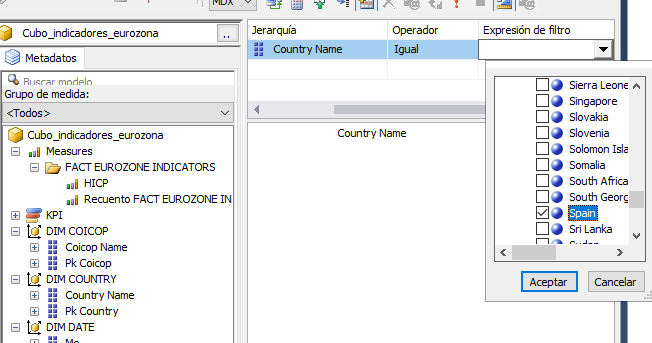 MDX
Cubo_indicadores_eurozona
..
Metadatos
Buscar modelo
Grupo de medida:
<Todos>
Cubo_indicadores_eurozona
Measures
FACT EUROZONE INDICATORS
HICP
Recuento FACT EUROZONE IN
KPI
DIM COICOP
Coicop Name
Pk Coicop
DIM COUNTRY
Country Name
Pk Country
DIM DATE
Jerarquía Operador Expresión de filtro
Country Name Igual
Country Name
Sierra Leone
Singapore
Slovakia
Slovenia
Solomon Isla
Somalia
South Africa
South Georg
Spain
Sri Lanka
Sudan
Aceptar Cancelar